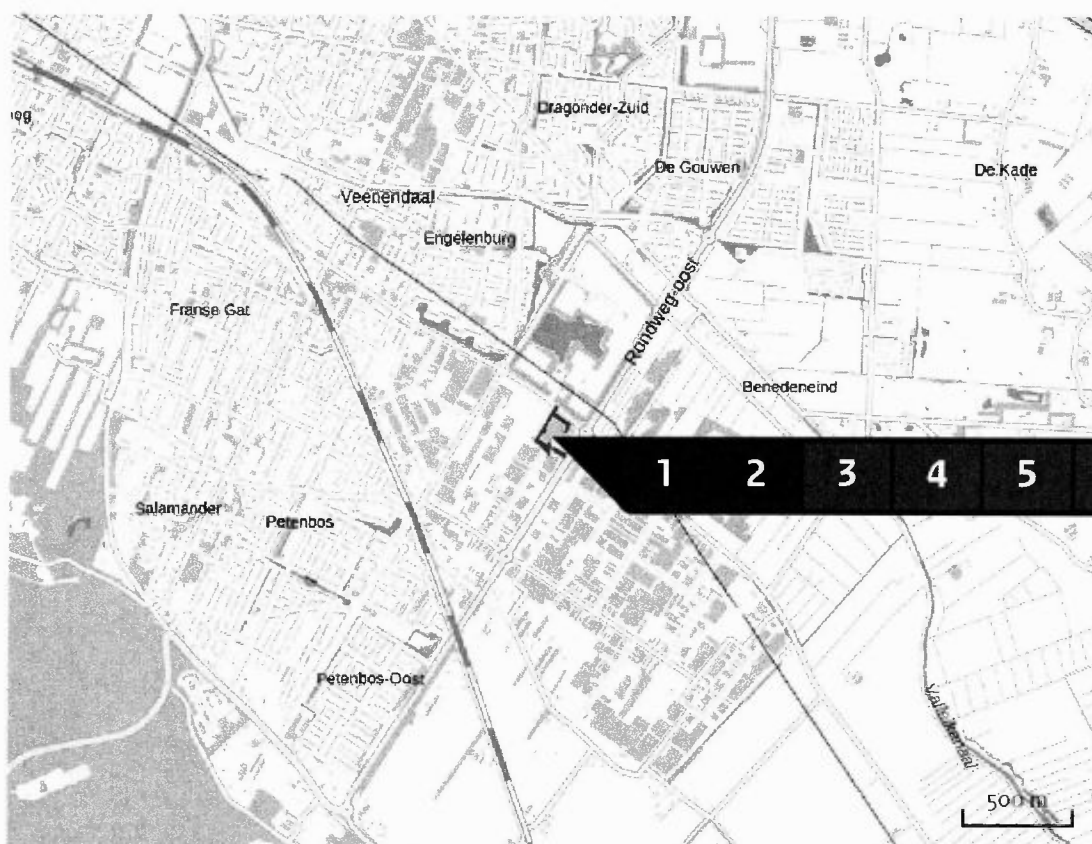 Dragonder-Zuid
De Gouwen
De Kade
Veenendaal
Engelenburg
Rondweg-oost
Franse Gat
Benedeneind
1 2 3 4 5
Salamander
Petenbos
Petenbos-Oost
500 m